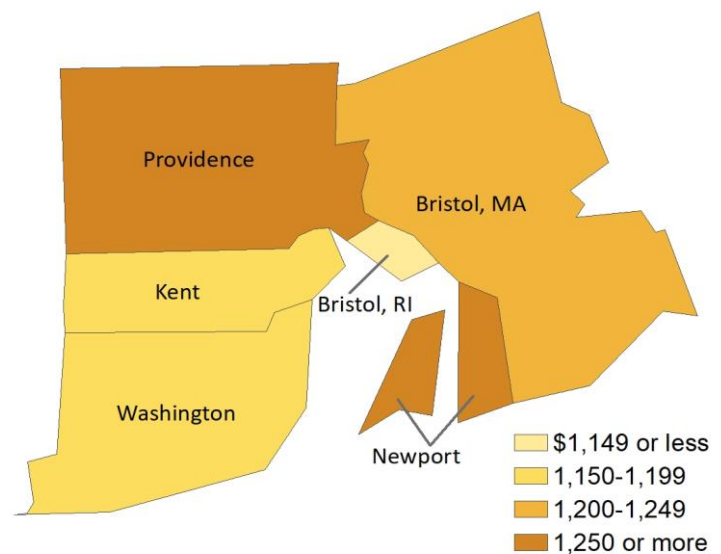 Providence
Bristol, MA
Kent
Bristol, RI
Washington
Newport
$1,149 or less
1,150-1,199
1,200-1,249
1,250 or more